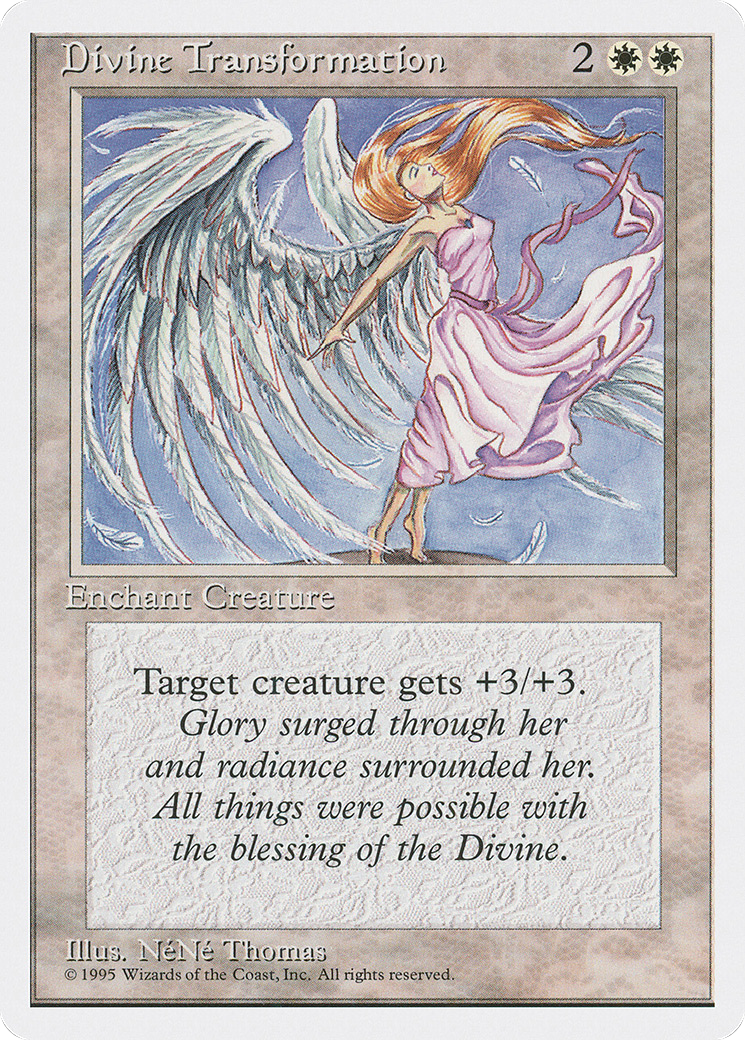 Divine Transformation 2
Enchant Creature
Target creature gets +3/+3.
Glory surged through her
and radiance surrounded her.
All things were possible with
the blessing of the Divine.
Illus. NéNé Thomas
© 1995 Wizards of the Coast, Inc. All rights reserved.